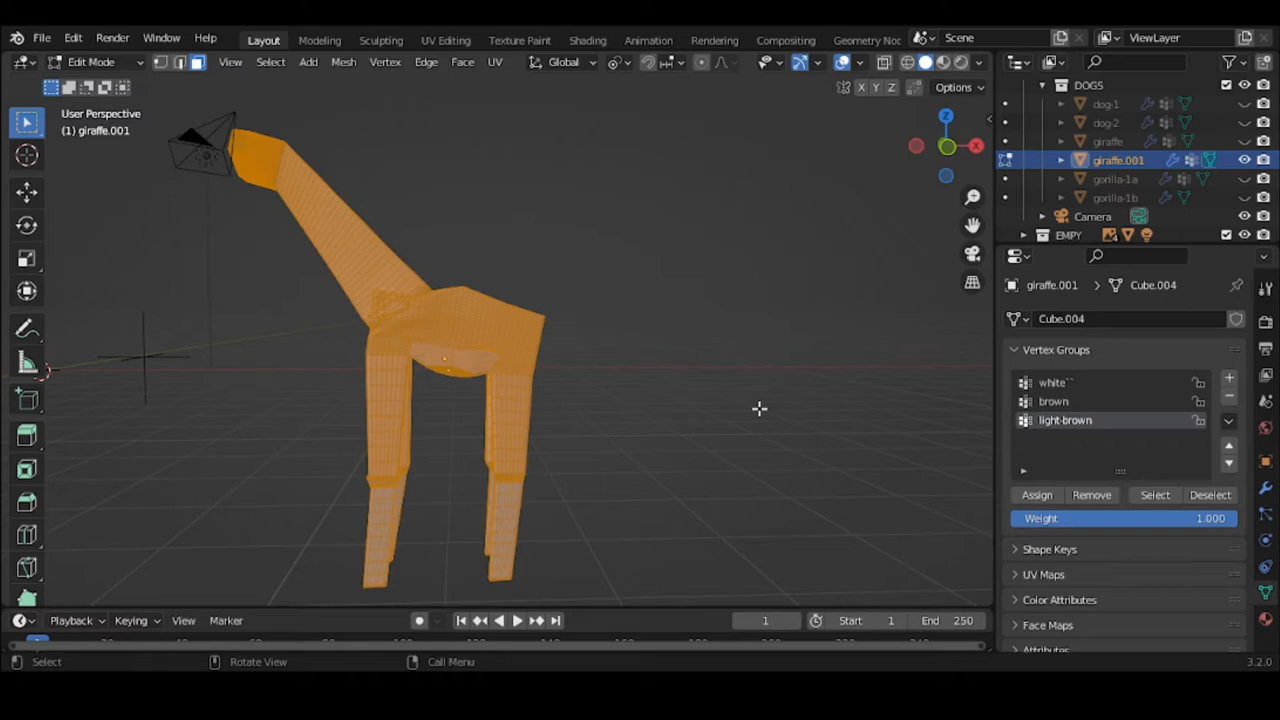 File Edit Render Window Help Layout Modeling Sculpting UV Editing Texture Paint Shading Animation Rendering Compositing Geometry Noc Scene ViewLayer
Edit Mode View Select Add Mesh Vertex Edge Face UV Global
X Y Z Options
User Perspective
(1) giraffe.001
Z
X
DOGS
dog-1
dog-2
giraffe
giraffe.001
gorilla-1a
gorilla-1b
Camera
EMPY 4
giraffe.001 > Cube.004
Cube.004
Vertex Groups
white``
brown
light-brown
Assign Remove Select Deselect
Weight 1.000
Shape Keys
UV Maps
Color Attributes
Face Maps
Playback Keying View Marker 1 Start 1 End 250
Select Rotate View Call Menu 3.2.0